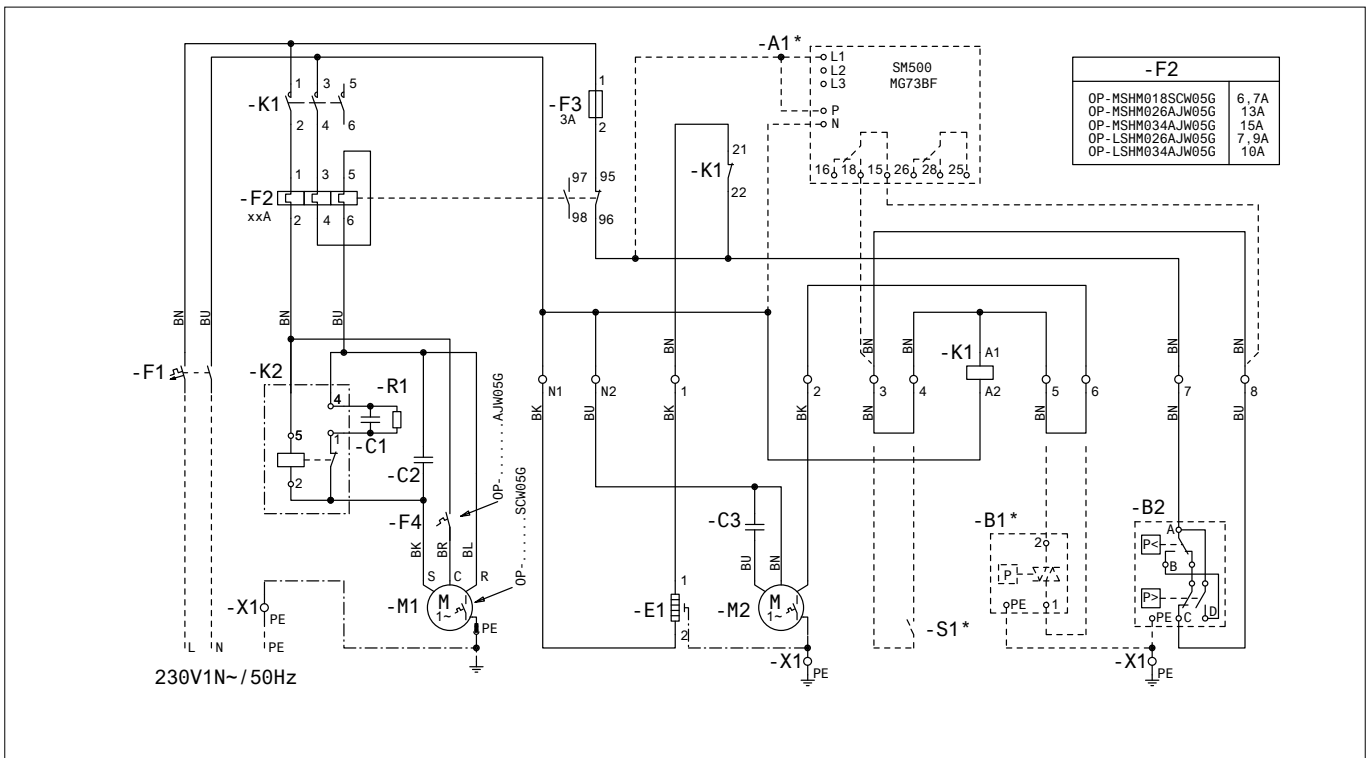 -A1*
L1
L2
L3
SM500
MG73BF
P
N
16 18 15 26 28 25
-F2
OP-MSHM018SCW05G 6,7A
OP-MSHM026AJW05G 13A
OP-MSHM034AJW05G 15A
OP-LSHM026AJW05G 7,9A
OP-LSHM034AJW05G 10A
1 3 5
-K1
2 4 6
1
-F3
3A
2
21
-K1
22
1 3 5
-F2
xxA
2 4 6
97 95
98 96
BN BU BN BU
BN BN BN BN BN BN BN
-F1
-K2
-R1
4
5
1
-C1
2
-C2
-F4
OP-......AJW05G
OP-......SCW05G
N1 N2 1 2 3 4
-K1 A1
A2
5 6 7 8
BK BU BK BK BN BN BN BU BN BU
BK BR BL
S C R
-M1
M
1~
PE
-X1
PE
L N PE
230V1N~/50Hz
-C3
BU BN
1
-E1
2
-M2
M
1~
-X1
PE
-S1*
-B1*
2
P
PE 1
-B2
A
P<
B
P>
PE C D
-X1
PE